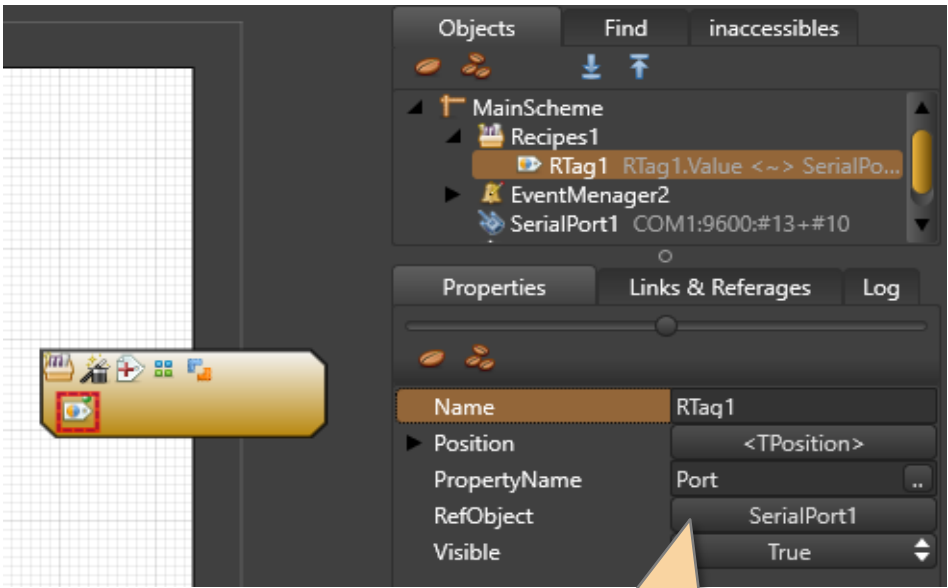 Objects Find inaccessibles
MainScheme
Recipes1
RTag1 RTag1.Value <~> SerialPo...
EventMenager2
SerialPort1 COM1:9600:#13+#10
Properties Links & Referages Log
Name RTag1
Position <TPosition>
PropertyName Port ..
RefObject SerialPort1
Visible True